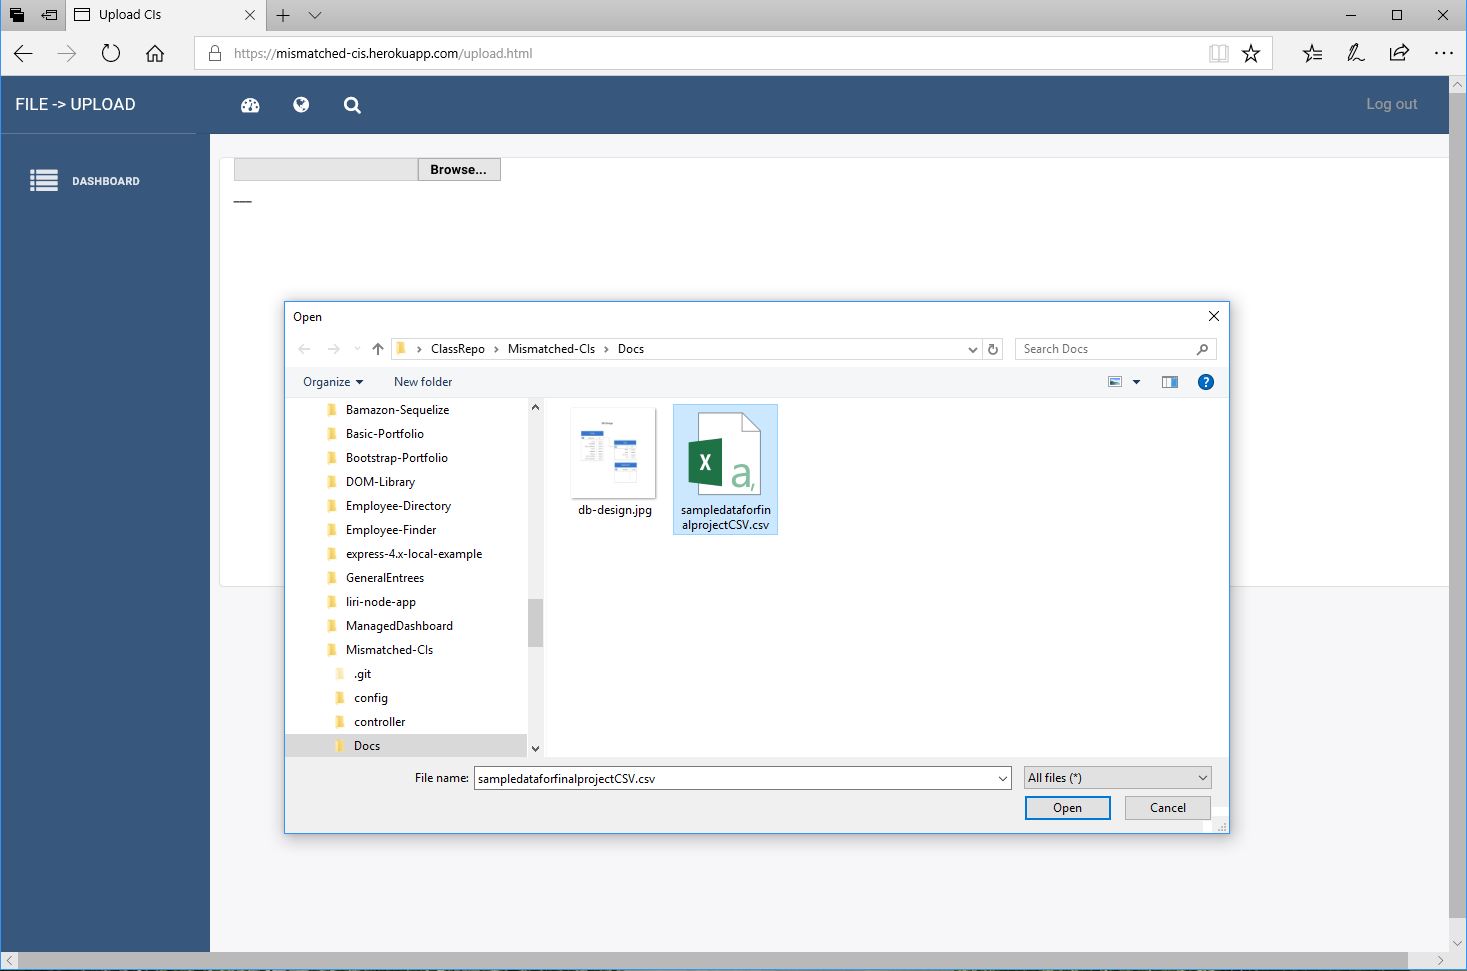 Upload CIs
https://mismatched-cis.herokuapp.com/upload.html
FILE -> UPLOAD
Log out
DASHBOARD
Browse...
Open
ClassRepo > Mismatched-CIs > Docs
Search Docs
Organize
New folder
Bamazon-Sequelize
Basic-Portfolio
Bootstrap-Portfolio
DOM-Library
Employee-Directory
Employee-Finder
express-4.x-local-example
GeneralEntrees
liri-node-app
ManagedDashboard
Mismatched-CIs
.git
config
controller
Docs
db-design.jpg
sampledataforfin
alprojectCSV.csv
File name: sampledataforfinalprojectCSV.csv
All files (*)
Open
Cancel